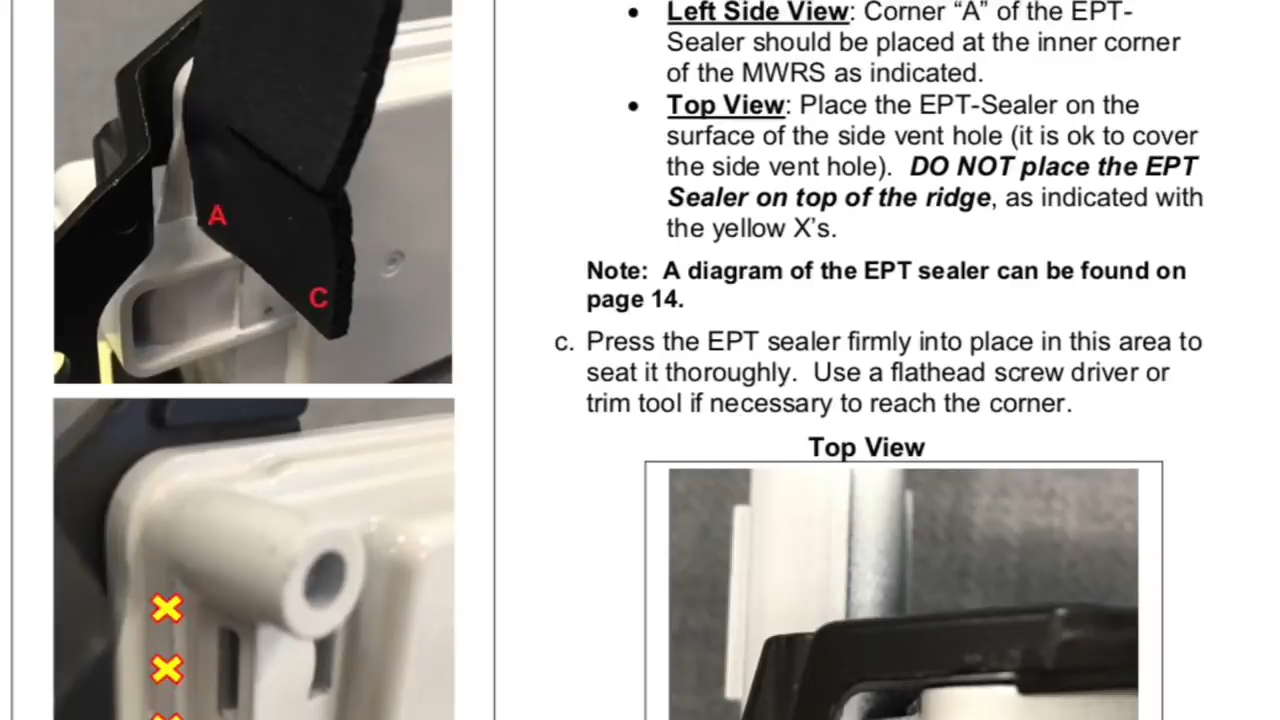 A
C
• Left Side View: Corner “A” of the EPT-
Sealer should be placed at the inner corner
of the MWRS as indicated.
• Top View: Place the EPT-Sealer on the
surface of the side vent hole (it is ok to cover
the side vent hole). DO NOT place the EPT
Sealer on top of the ridge, as indicated with
the yellow X’s.
Note: A diagram of the EPT sealer can be found on
page 14.
c. Press the EPT sealer firmly into place in this area to
seat it thoroughly. Use a flathead screw driver or
trim tool if necessary to reach the corner.
Top View